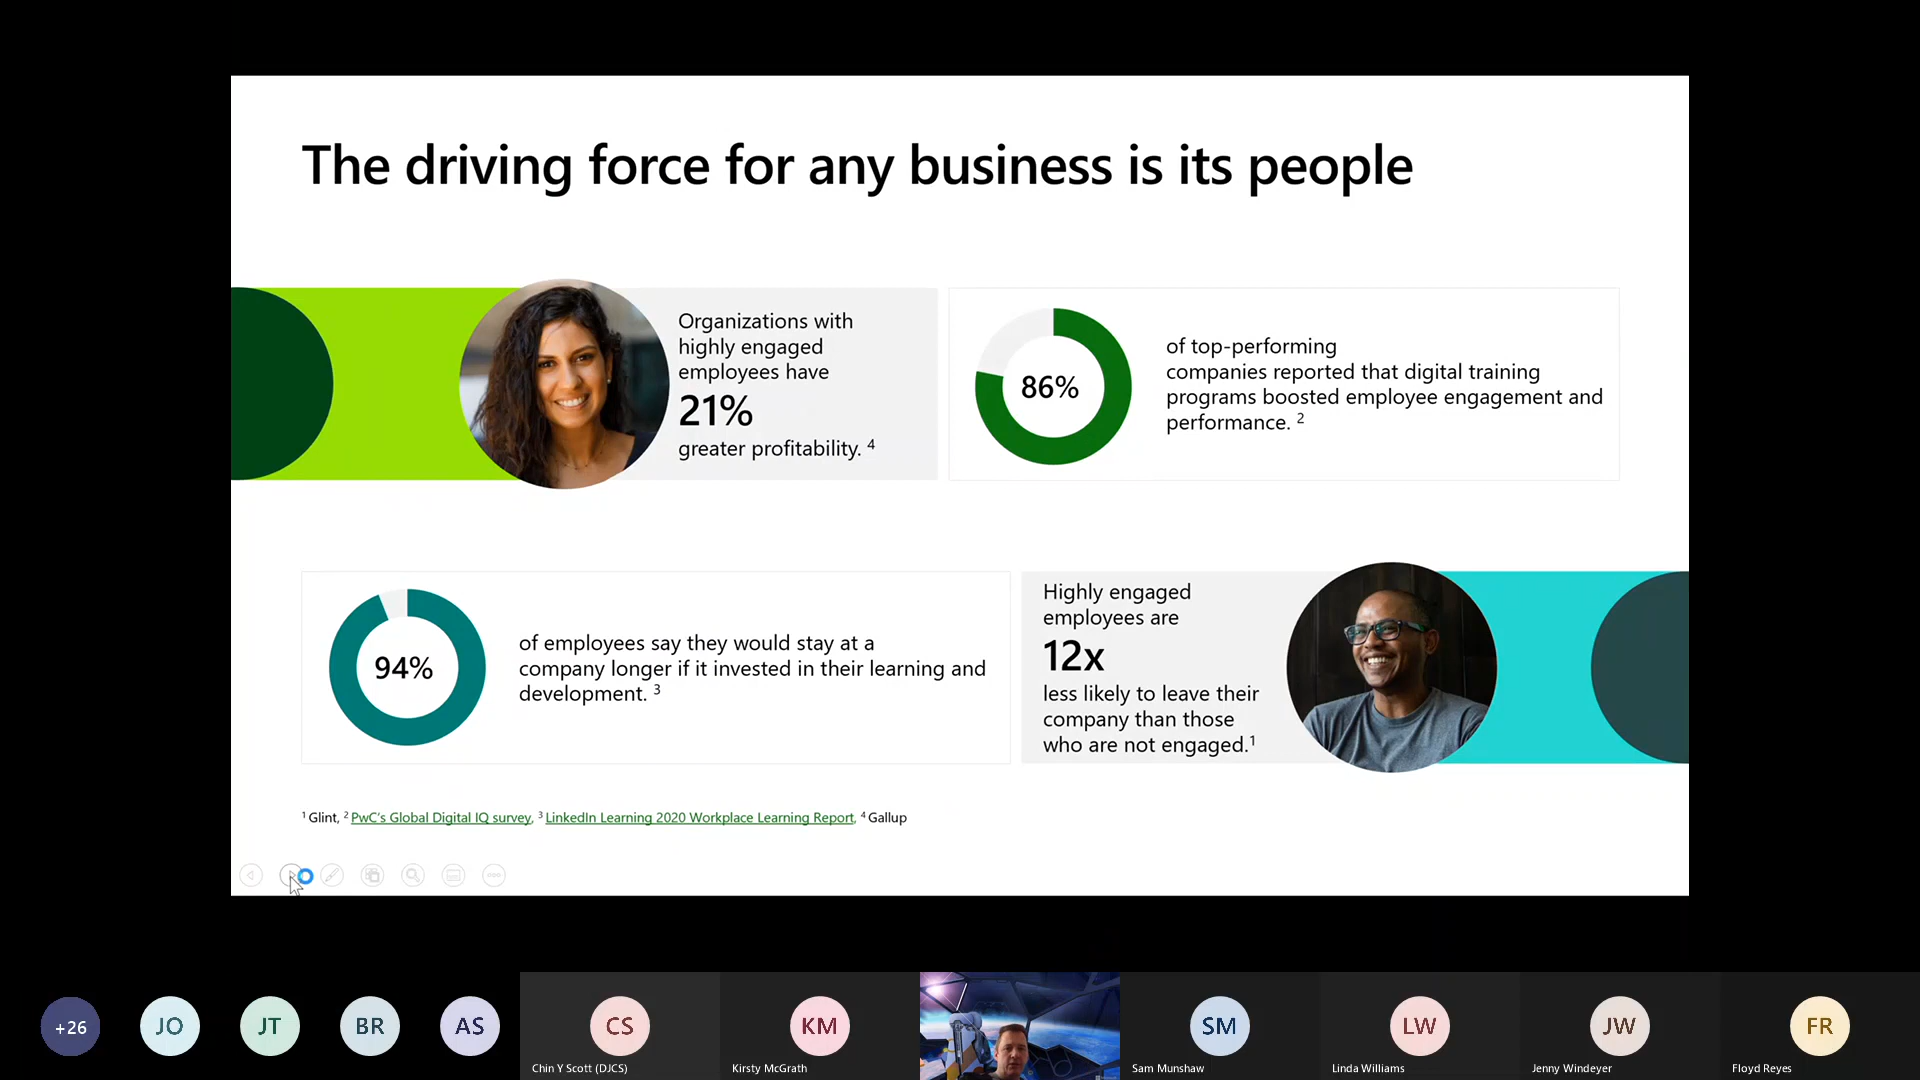 The driving force for any business is its people
Organizations with
highly engaged
employees have
21%
greater profitability. 4
86%
of top-performing
companies reported that digital training
programs boosted employee engagement and
performance. 2
94%
of employees say they would stay at a
company longer if it invested in their learning and
development. 3
Highly engaged
employees are
12x
less likely to leave their
company than those
who are not engaged.1
1 Glint, 2 PwC's Global Digital IQ survey, 3 LinkedIn Learning 2020 Workplace Learning Report, 4 Gallup
+26
JO
JT
BR
AS
CS
Chin Y Scott (DJCS)
KM
Kirsty McGrath
SM
Sam Munshaw
LW
Linda Williams
JW
Jenny Windeyer
FR
Floyd Reyes